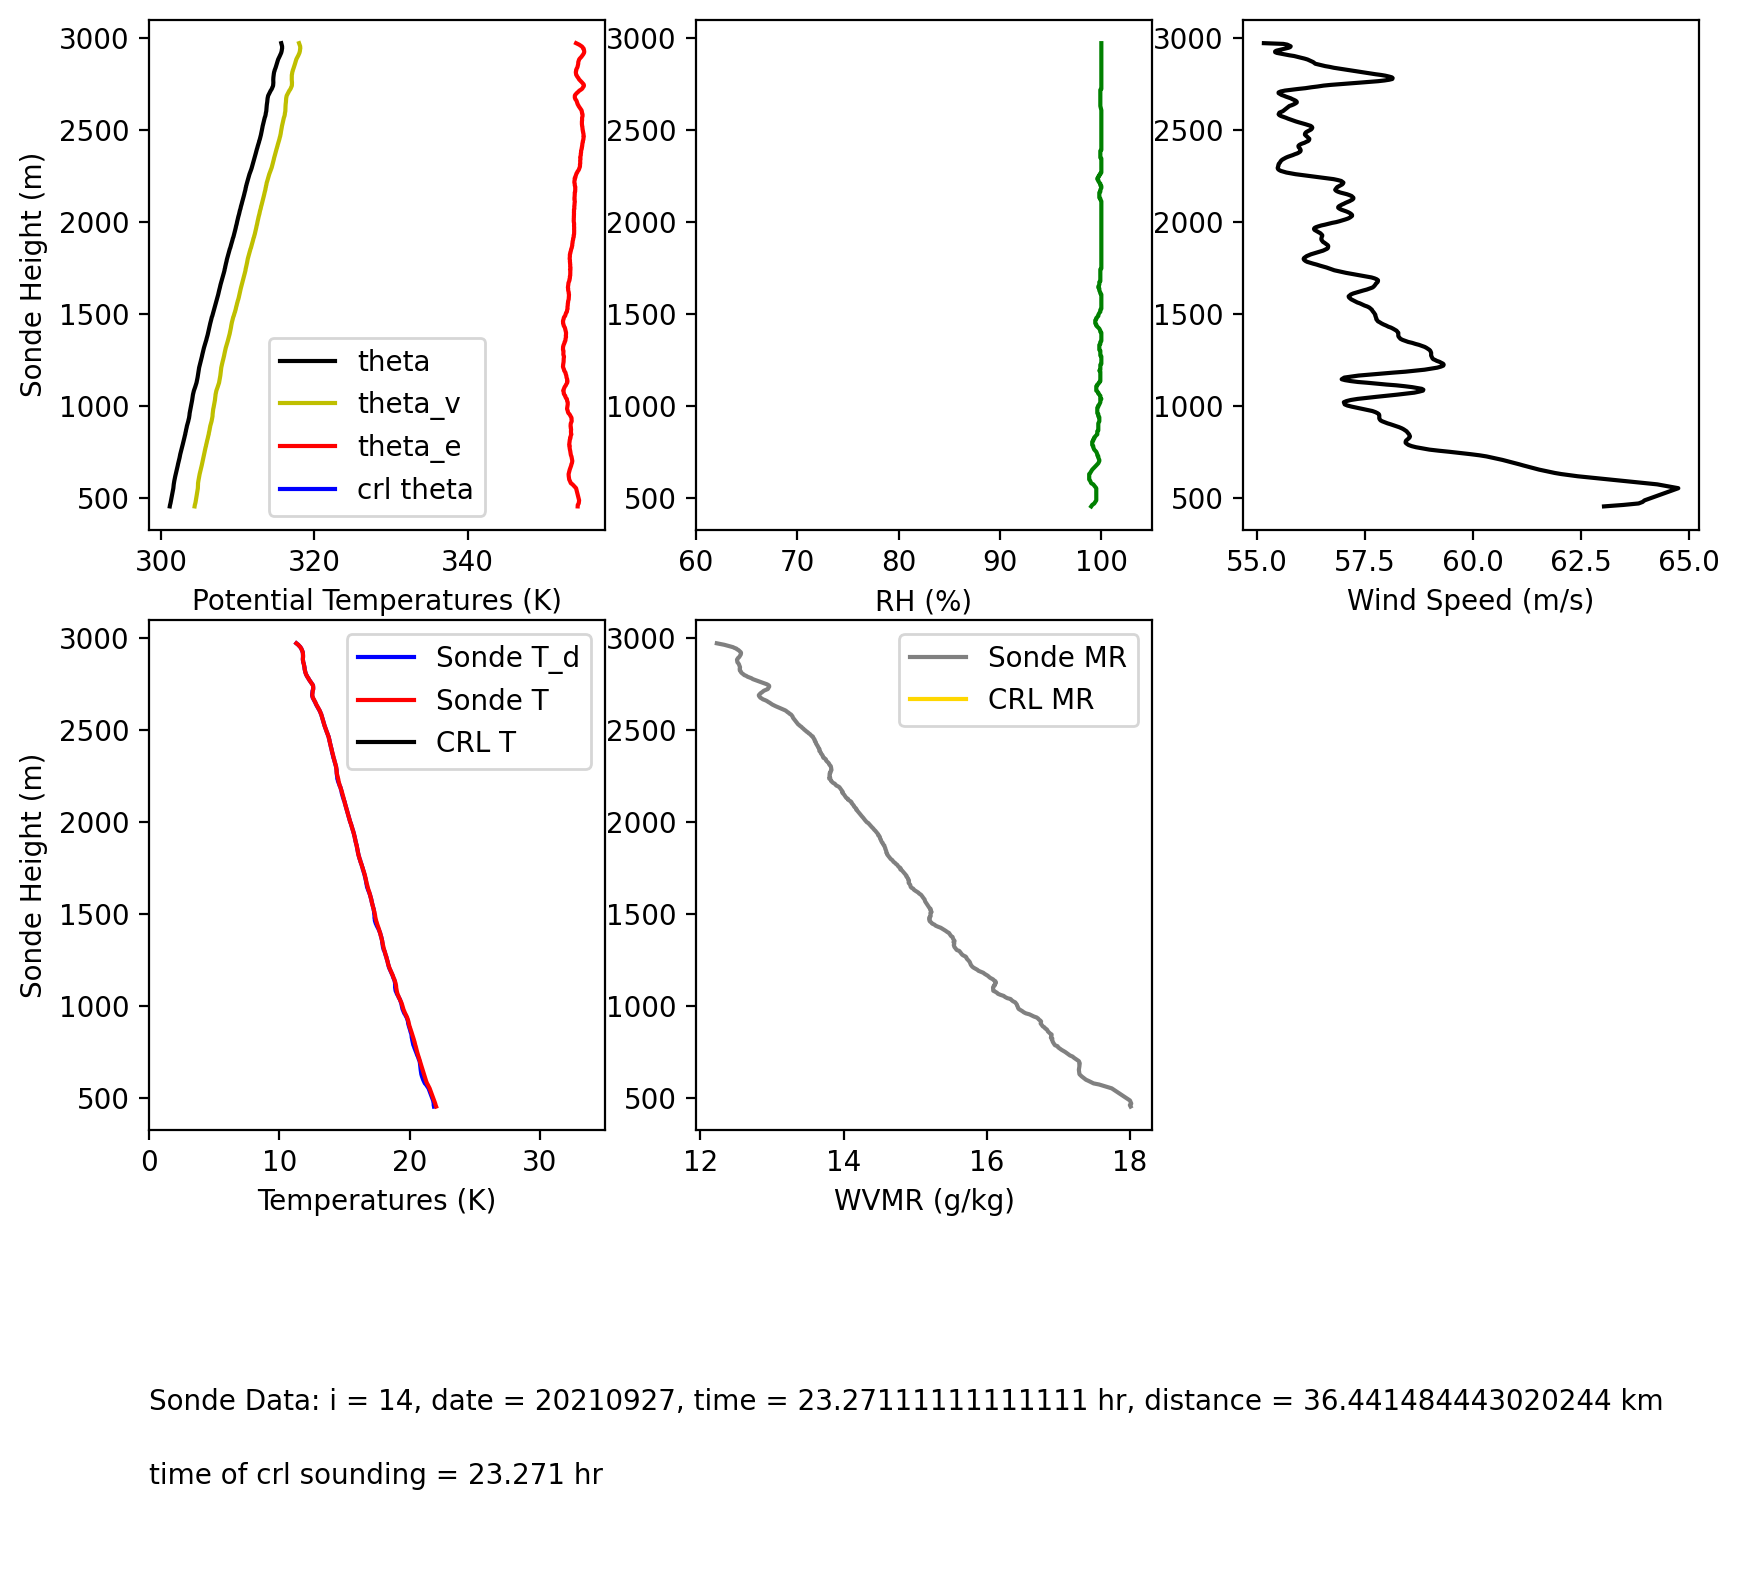 3000
2500
2000
1500
1000
500
Sonde Height (m)
300 320 340
Potential Temperatures (K)
theta
theta_v
theta_e
crl theta
3000
2500
2000
1500
1000
500
60 70 80 90 100
RH (%)
3000
2500
2000
1500
1000
500
55.0 57.5 60.0 62.5 65.0
Wind Speed (m/s)
3000
2500
2000
1500
1000
500
Sonde Height (m)
0 10 20 30
Temperatures (K)
Sonde T_d
Sonde T
CRL T
3000
2500
2000
1500
1000
500
12 14 16 18
WVMR (g/kg)
Sonde MR
CRL MR
Sonde Data: i = 14, date = 20210927, time = 23.27111111111111 hr, distance = 36.441484443020244 km
time of crl sounding = 23.271 hr